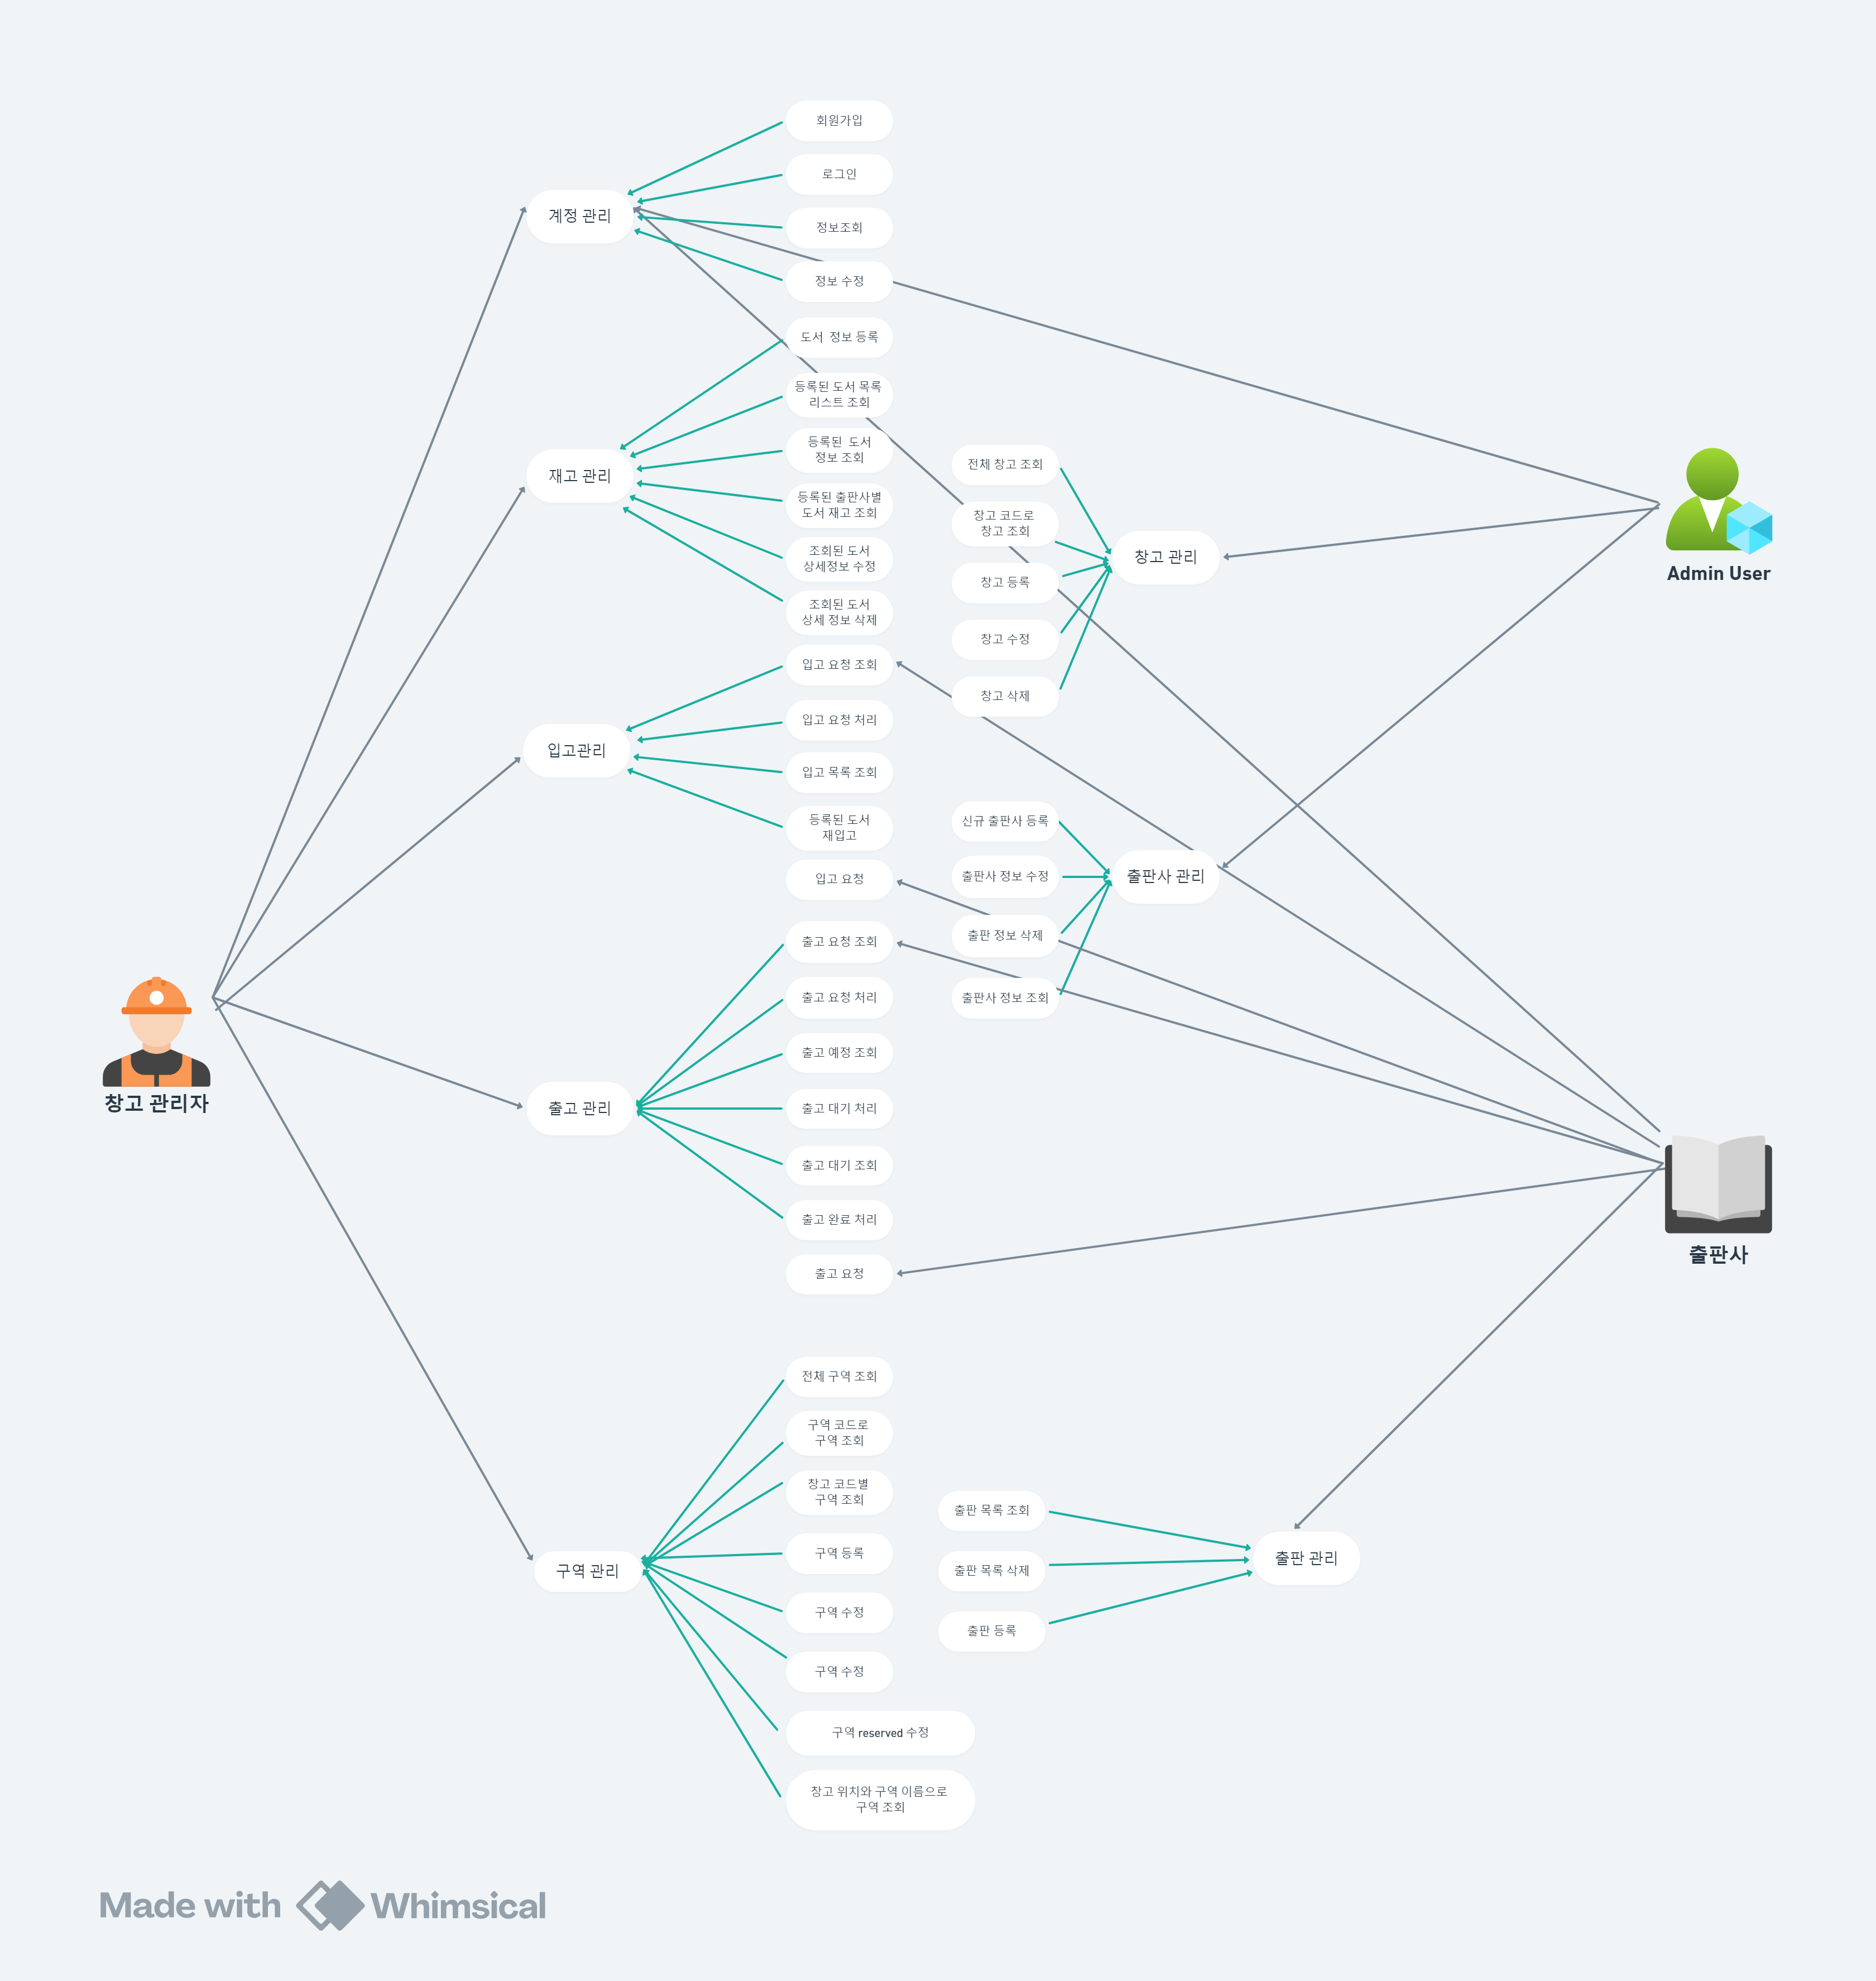 회원가입
로그인
정보조회
정보 수정
계정 관리
도서 정보 등록
등록된 도서 목록
리스트 조회
등록된 도서
정보 조회
등록된 출판사별
도서 재고 조회
조회된 도서
상세정보 수정
조회된 도서
상세 정보 삭제
재고 관리
입고 요청 조회
입고 요청 처리
입고 목록 조회
등록된 도서
재입고
입고 요청
입고관리
출고 요청 조회
출고 요청 처리
출고 예정 조회
출고 대기 처리
출고 대기 조회
출고 완료 처리
출고 요청
출고 관리
창고 관리자
전체 구역 조회
구역 코드로
구역 조회
창고 코드별
구역 조회
구역 등록
구역 수정
구역 수정
구역 reserved 수정
창고 위치와 구역 이름으로
구역 조회
구역 관리
전체 창고 조회
창고 코드로
창고 조회
창고 등록
창고 수정
창고 삭제
창고 관리
Admin User
신규 출판사 등록
출판사 정보 수정
출판 정보 삭제
출판사 정보 조회
출판사 관리
출판사
출판 목록 조회
출판 목록 삭제
출판 등록
출판 관리
Made with Whimsical